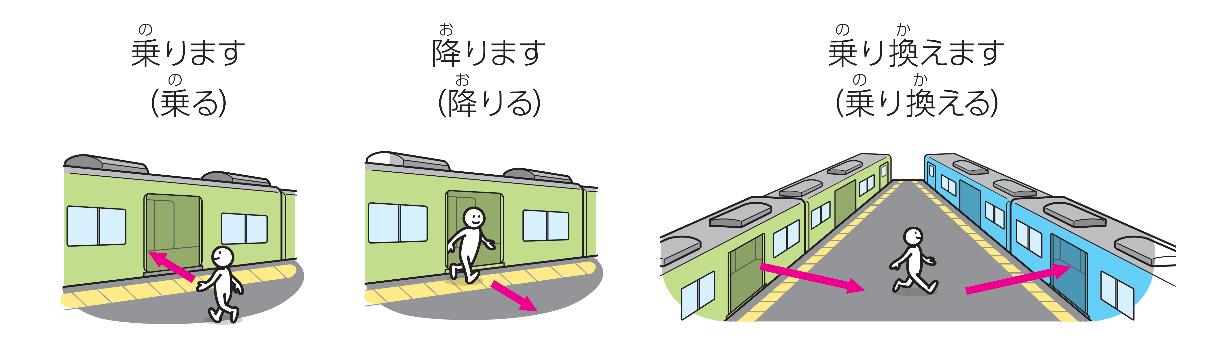 の
乗ります
の
(乗る)
お
降ります
お
(降りる)
の か
乗り換えます
の か
(乗り換える)